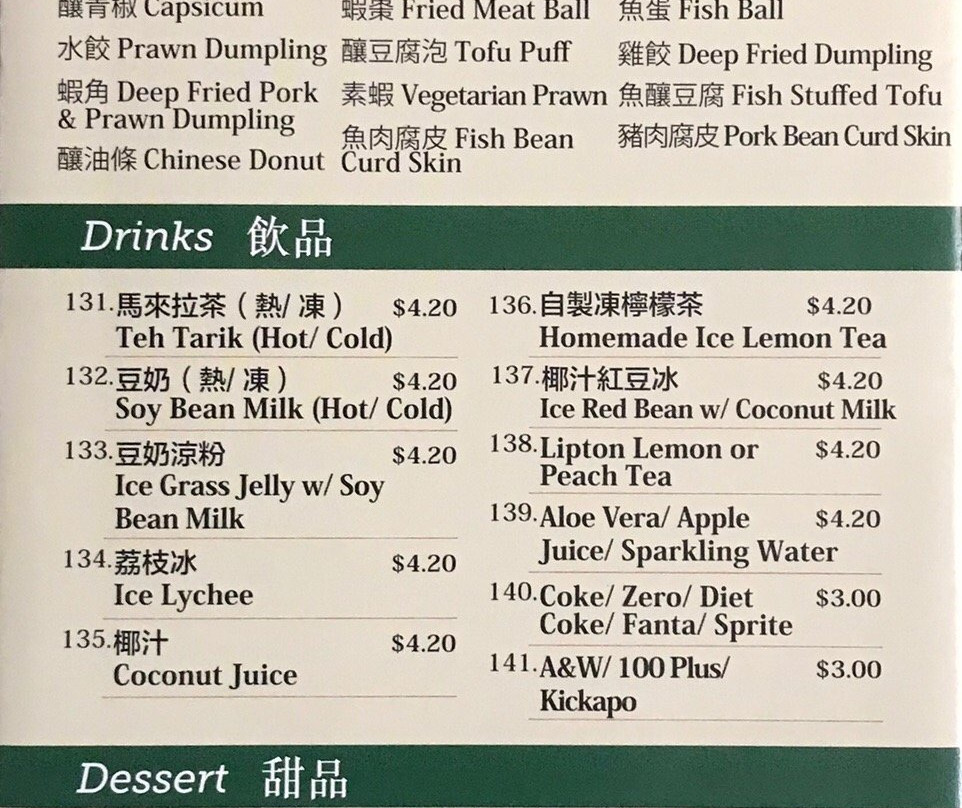 釀青椒 Capsicum
蝦棗 Fried Meat Ball
魚蛋 Fish Ball
水餃 Prawn Dumpling
釀豆腐泡 Tofu Puff
雞餃 Deep Fried Dumpling
蝦角 Deep Fried Pork
& Prawn Dumpling
素蝦 Vegetarian Prawn
魚釀豆腐 Fish Stuffed Tofu
釀油條 Chinese Donut
魚肉腐皮 Fish Bean
Curd Skin
豬肉腐皮 Pork Bean Curd Skin
Drinks 飲品
131.馬來拉茶 ( 熱/ 凍 ) $4.20
Teh Tarik (Hot/ Cold)
132.豆奶 ( 熱/ 凍 ) $4.20
Soy Bean Milk (Hot/ Cold)
133.豆奶涼粉 $4.20
Ice Grass Jelly w/ Soy
Bean Milk
134.荔枝冰 $4.20
Ice Lychee
135.椰汁 $4.20
Coconut Juice
136.自製凍檸檬茶 $4.20
Homemade Ice Lemon Tea
137.椰汁紅豆冰 $4.20
Ice Red Bean w/ Coconut Milk
138.Lipton Lemon or $4.20
Peach Tea
139.Aloe Vera/ Apple $4.20
Juice/ Sparkling Water
140.Coke/ Zero/ Diet $3.00
Coke/ Fanta/ Sprite
141.A&W/ 100 Plus/ $3.00
Kickapo
Dessert 甜品